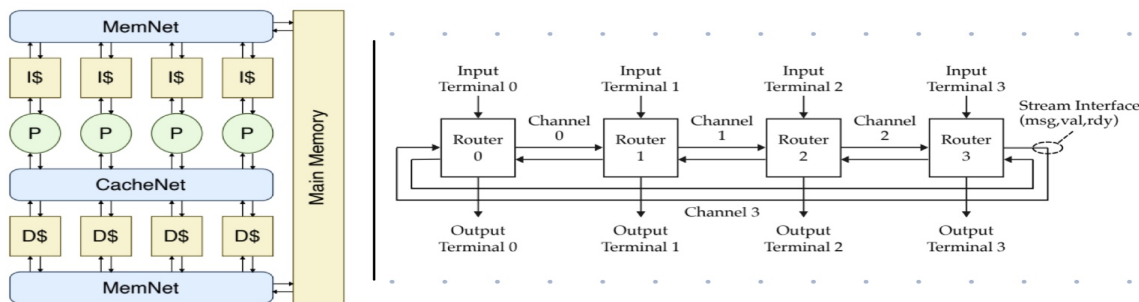 MemNet
I$ I$ I$ I$
P P P P
CacheNet
D$ D$ D$ D$
MemNet
Main Memory
Input
Terminal 0
Input
Terminal 1
Input
Terminal 2
Input
Terminal 3
Stream Interface
(msg,val,rdy)
Channel
0
Channel
1
Channel
2
Router
0
Router
1
Router
2
Router
3
Channel 3
Output
Terminal 0
Output
Terminal 1
Output
Terminal 2
Output
Terminal 3